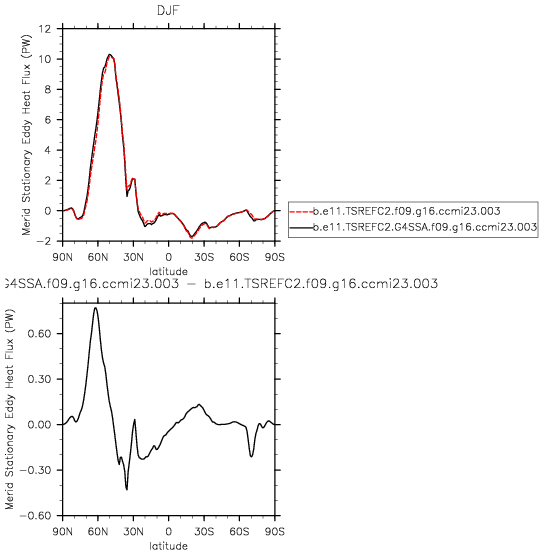 DJF
Merid Stationary Eddy Heat Flux (PW)
12
10
8
6
4
2
0
−2
90N 60N 30N 0 30S 60S 90S
latitude
b.e11.TSREFC2.f09.g16.ccmi23.003
b.e11.TSREFC2.G4SSA.f09.g16.ccmi23.003
G4SSA.f09.g16.ccmi23.003 − b.e11.TSREFC2.f09.g16.ccmi23.003
Merid Stationary Eddy Heat Flux (PW)
0.60
0.30
0.00
−0.30
−0.60
90N 60N 30N 0 30S 60S 90S
latitude